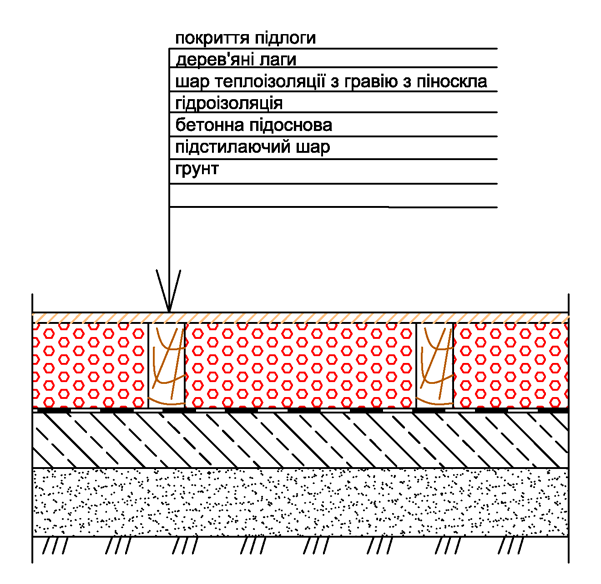 покриття підлоги
дерев'яні лаги
шар теплоізоляції з гравію з піноскла
гідроізоляція
бетонна підоснова
підстилаючий шар
грунт